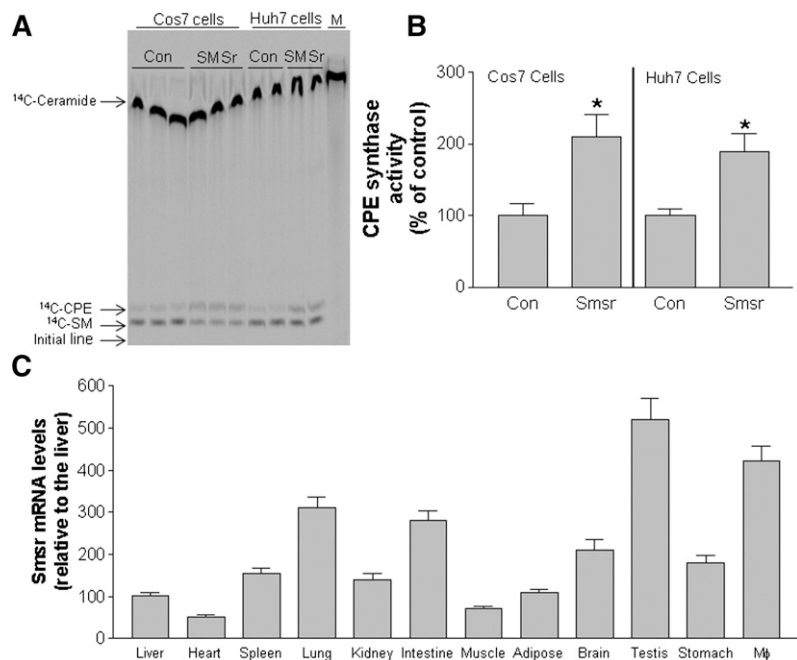 A
Cos7 cells Huh7 cells M
Con SMSr Con SMSr
¹⁴C-Ceramide
¹⁴C-CPE
¹⁴C-SM
Initial line
B
CPE synthase
activity
(% of control)
300
200
100
0
Cos7 Cells Huh7 Cells
* *
Con Smsr Con Smsr
C
Smsr mRNA levels
(relative to the liver)
600
500
400
300
200
100
0
Liver Heart Spleen Lung Kidney Intestine Muscle Adipose Brain Testis Stomach Mϕ